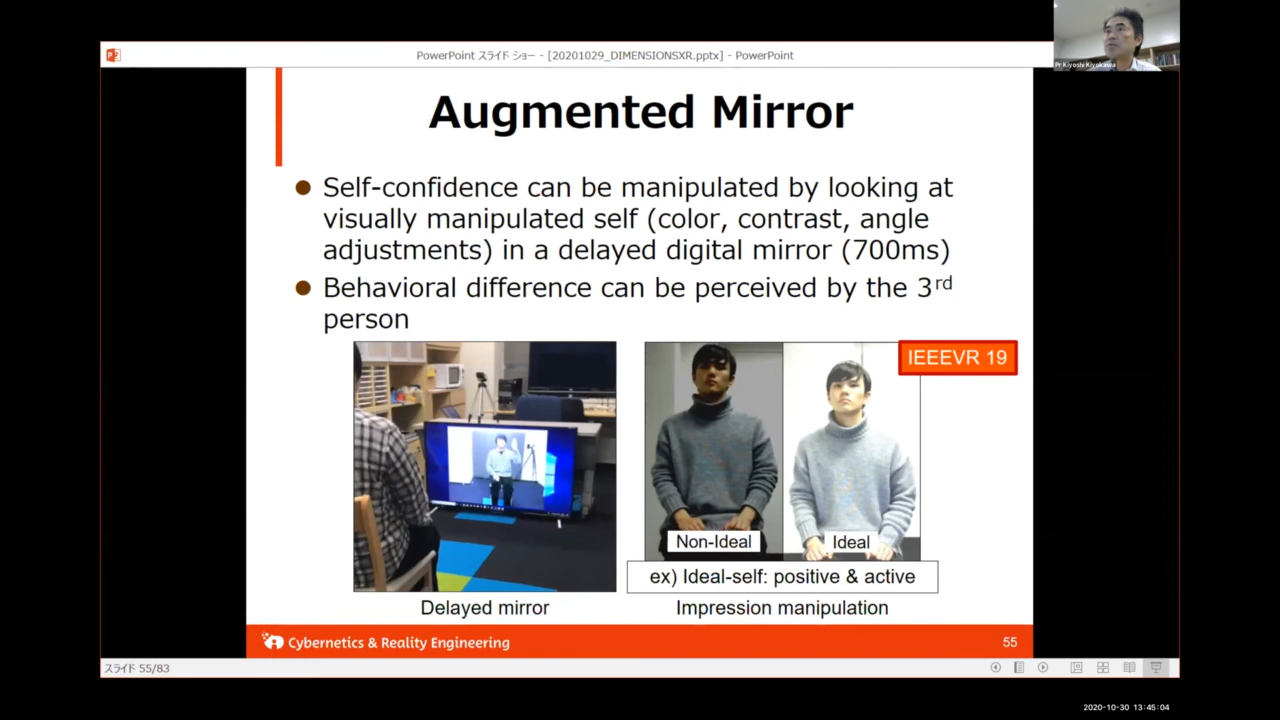 PowerPoint スライド ショー - [20201029_DIMENSIONSXR.pptx] - PowerPoint
Pr Kiyoshi Kiyokawa
Augmented Mirror
Self-confidence can be manipulated by looking at
visually manipulated self (color, contrast, angle
adjustments) in a delayed digital mirror (700ms)
Behavioral difference can be perceived by the 3rd
person
IEEEVR 19
Non-Ideal
Ideal
ex) Ideal-self: positive & active
Delayed mirror
Impression manipulation
Cybernetics & Reality Engineering
55
スライド 55/83
2020-10-30 13:45:04